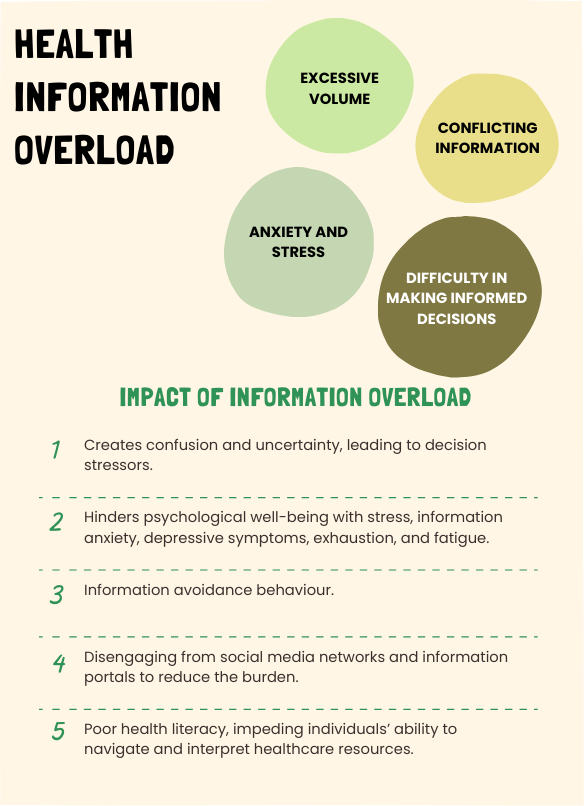 HEALTH
INFORMATION
OVERLOAD
EXCESSIVE
VOLUME
CONFLICTING
INFORMATION
ANXIETY AND
STRESS
DIFFICULTY IN
MAKING INFORMED
DECISIONS
IMPACT OF INFORMATION OVERLOAD
1 Creates confusion and uncertainty, leading to decision
stressors.
2 Hinders psychological well-being with stress, information
anxiety, depressive symptoms, exhaustion, and fatigue.
3 Information avoidance behaviour.
4 Disengaging from social media networks and information
portals to reduce the burden.
5 Poor health literacy, impeding individuals’ ability to
navigate and interpret healthcare resources.